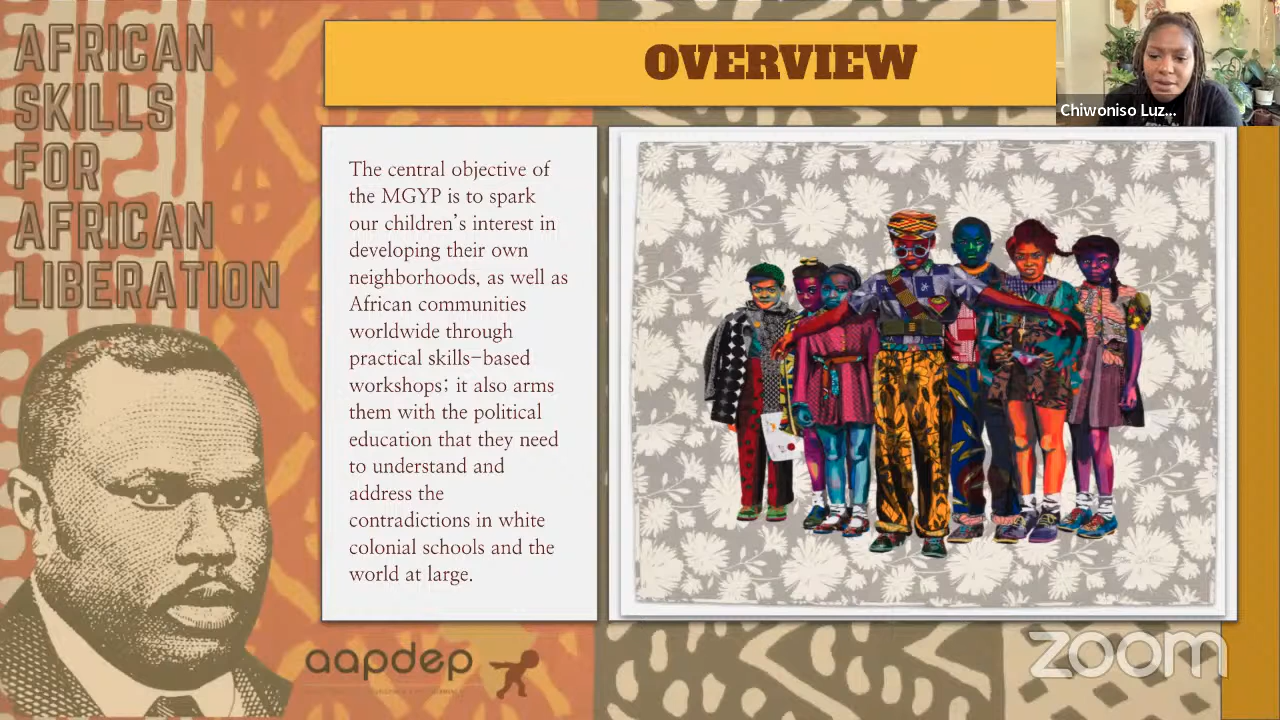 AFRICAN
SKILLS
FOR
AFRICAN
LIBERATION
OVERVIEW
Chiwoniso Luz...
The central objective of
the MGYP is to spark
our children's interest in
developing their own
neighborhoods, as well as
African communities
worldwide through
practical skills-based
workshops; it also arms
them with the political
education that they need
to understand and
address the
contradictions in white
colonial schools and the
world at large.
aapdep
zoom